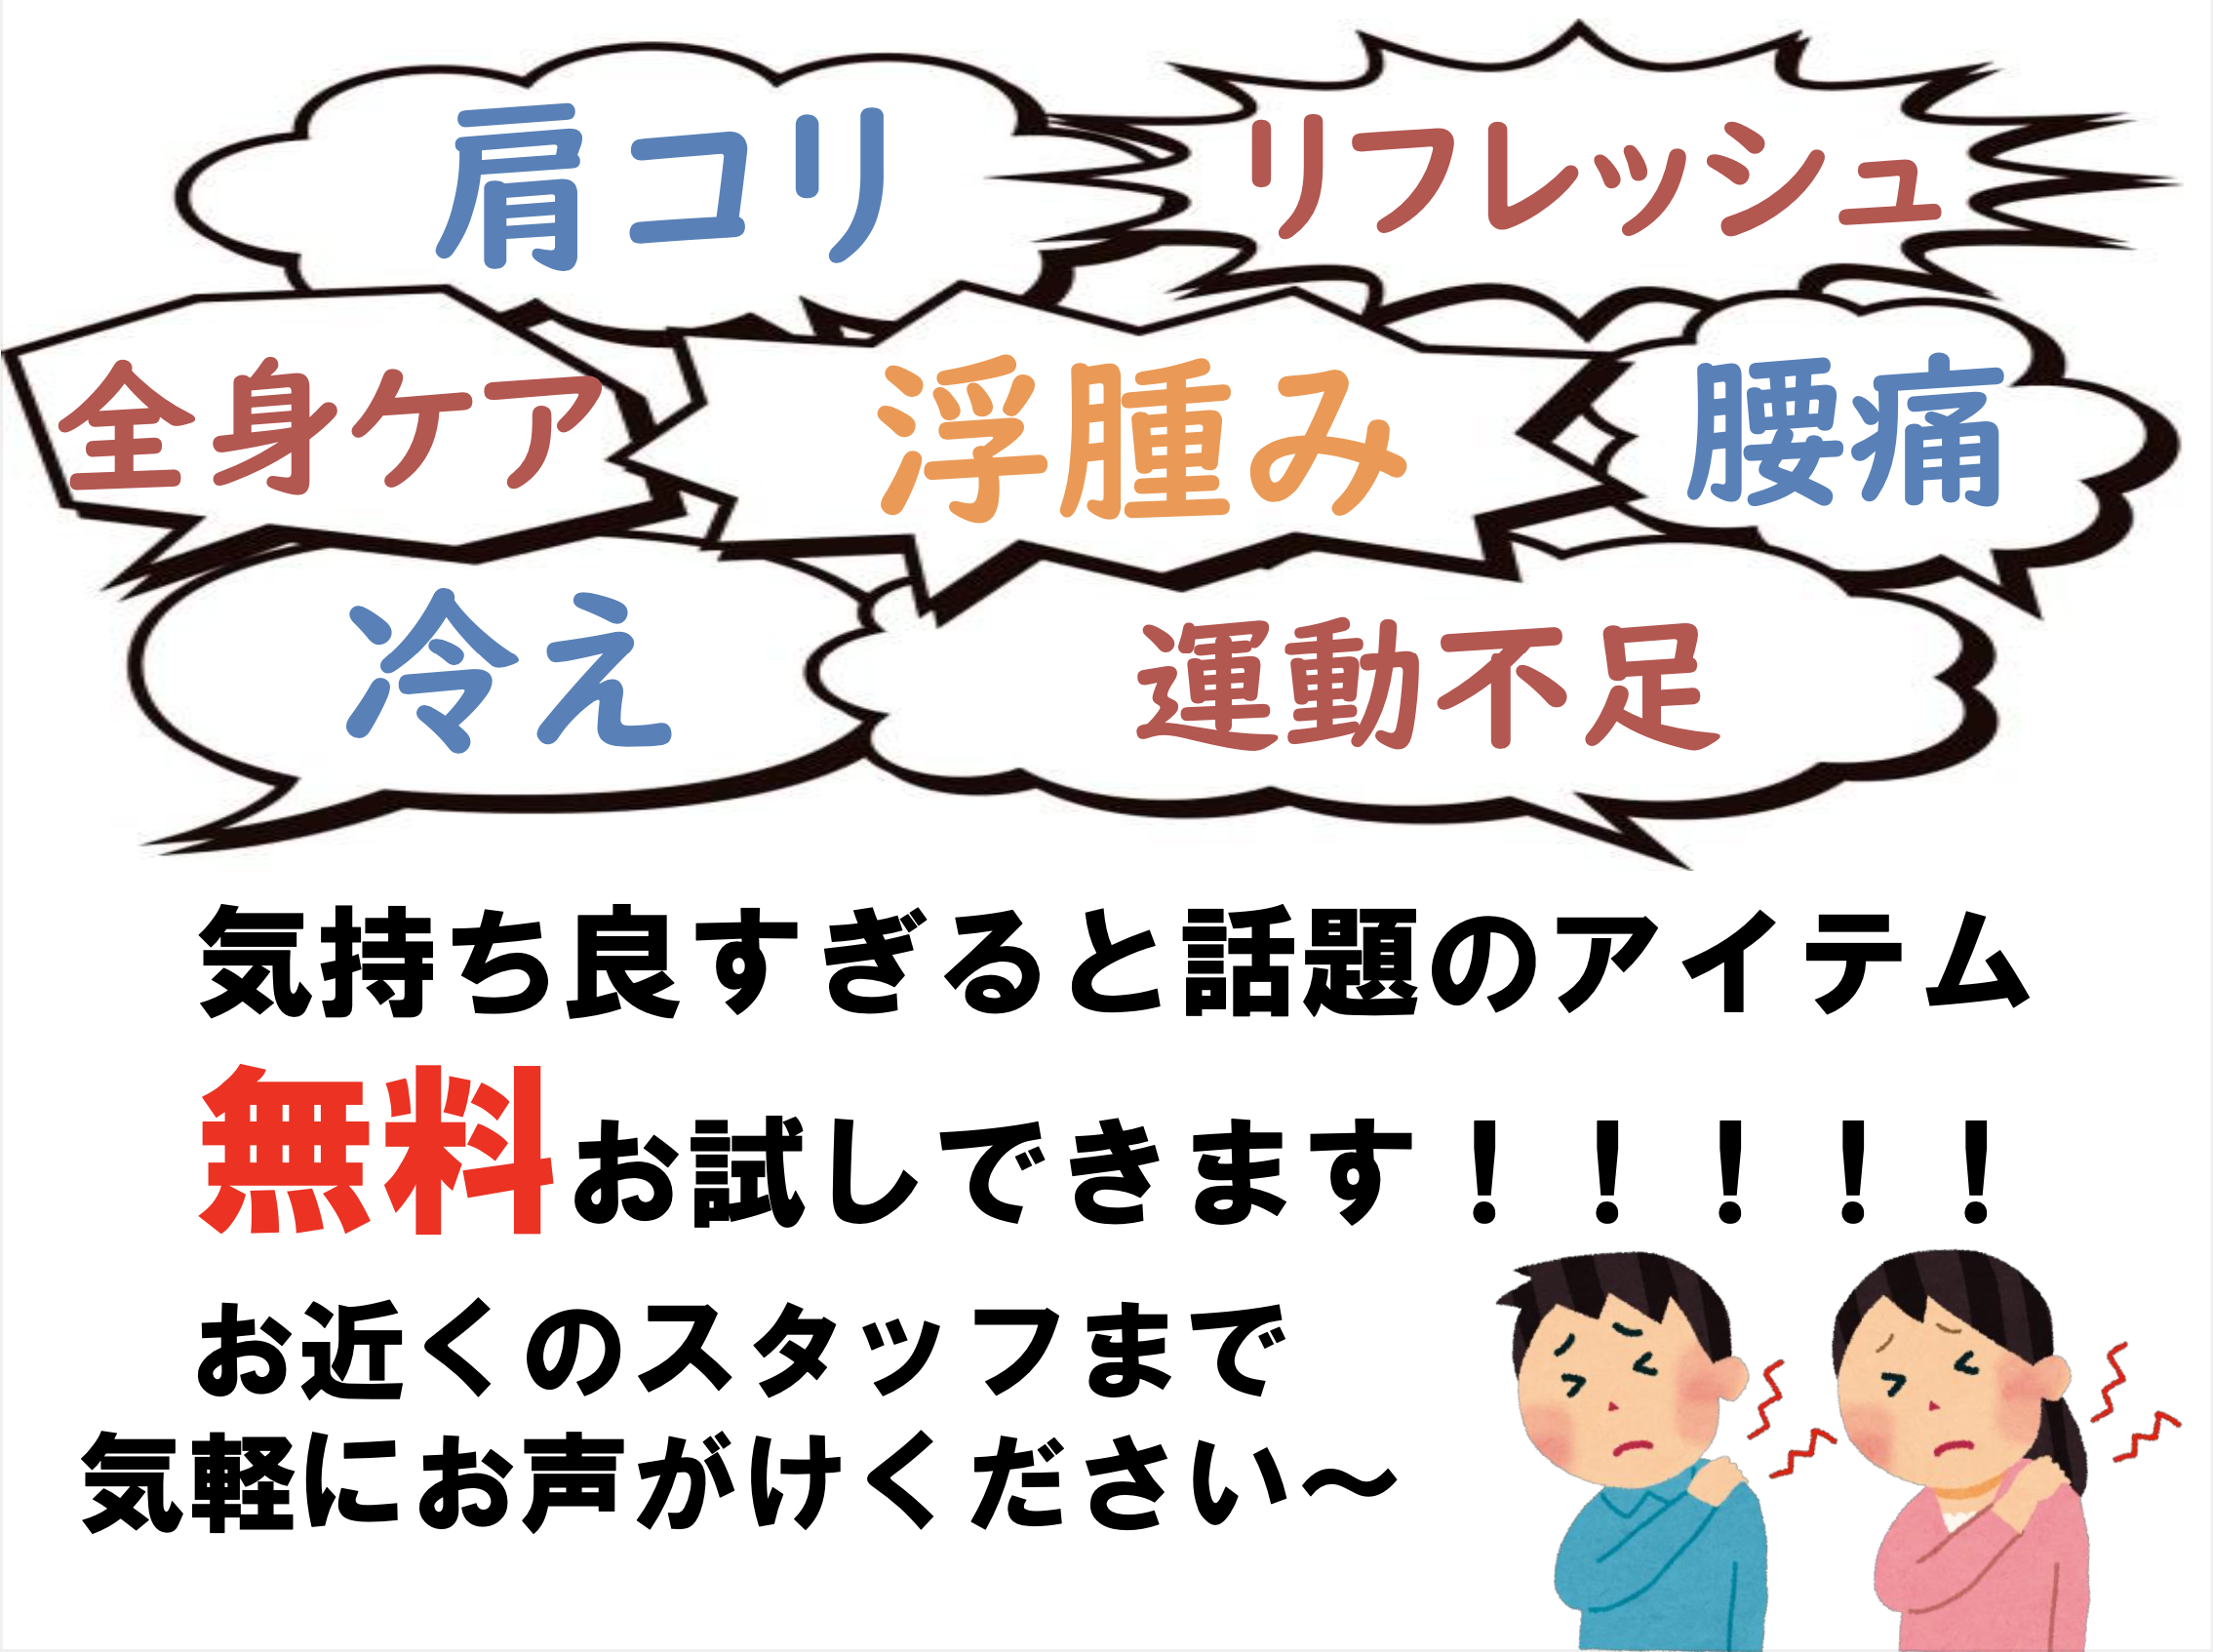 肩コリ
リフレッシュ
全身ケア
浮腫み
腰痛
冷え
運動不足
気持ち良すぎると話題のアイテム
無料お試しできます！！！！！
お近くのスタッフまで
気軽にお声がけください〜